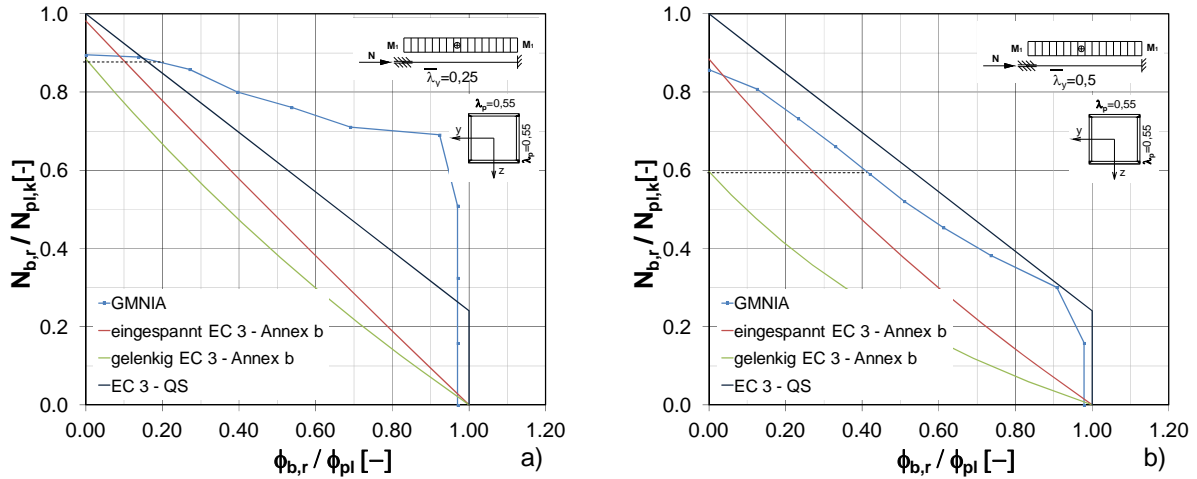 1.0
0.8
0.6
0.4
0.2
0.0
0.00 0.20 0.40 0.60 0.80 1.00 1.20
N_b,r / N_pl,k [-]
ϕ_b,r / ϕ_pl [–]
M₁ M₁
N
λ̅_y=0,25
λ_p=0,55
λ_p=0,55
y
z
GMNIA
eingespannt EC 3 - Annex b
gelenkig EC 3 - Annex b
EC 3 - QS
a)
1.0
0.8
0.6
0.4
0.2
0.0
0.00 0.20 0.40 0.60 0.80 1.00 1.20
N_b,r / N_pl,k [-]
ϕ_b,r / ϕ_pl [–]
M₁ M₁
N
λ̅_y=0,5
λ_p=0,55
λ_p=0,55
y
z
GMNIA
eingespannt EC 3 - Annex b
gelenkig EC 3 - Annex b
EC 3 - QS
b)